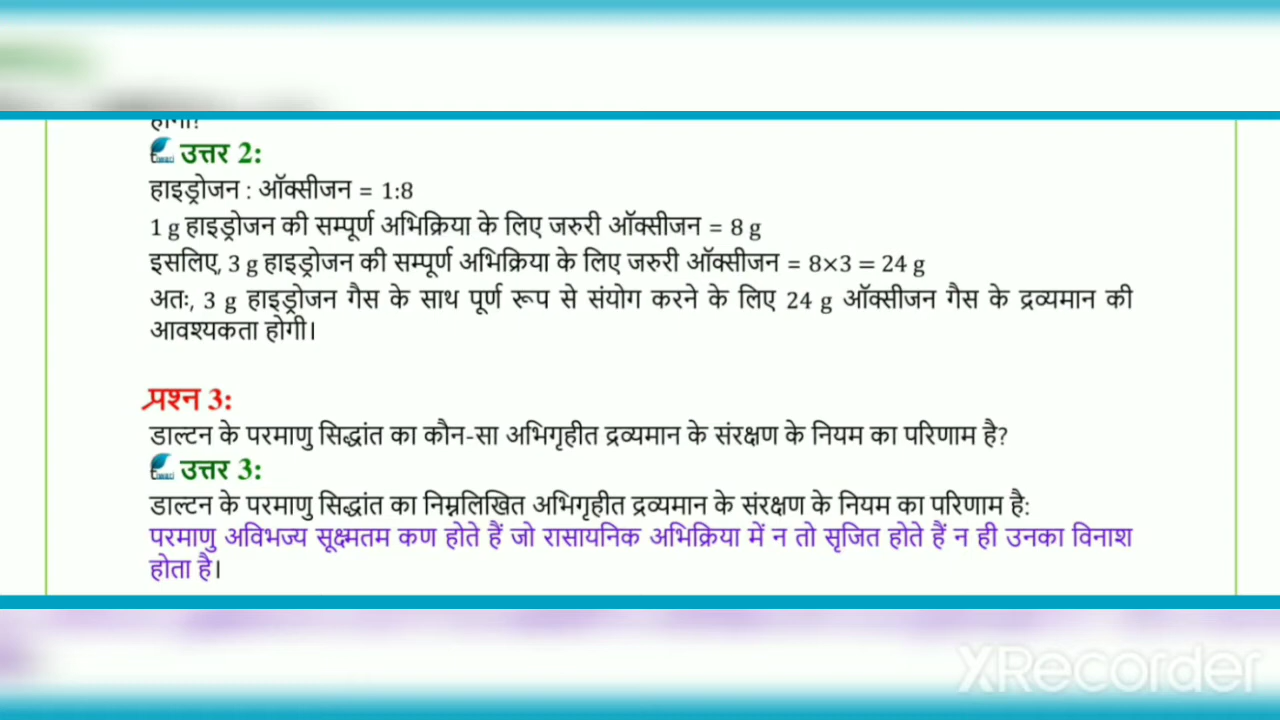 होगी?
उत्तर 2:
हाइड्रोजन : ऑक्सीजन = 1:8
1 g हाइड्रोजन की सम्पूर्ण अभिक्रिया के लिए जरुरी ऑक्सीजन = 8 g
इसलिए, 3 g हाइड्रोजन की सम्पूर्ण अभिक्रिया के लिए जरुरी ऑक्सीजन = 8×3 = 24 g
अतः, 3 g हाइड्रोजन गैस के साथ पूर्ण रूप से संयोग करने के लिए 24 g ऑक्सीजन गैस के द्रव्यमान की
आवश्यकता होगी।
प्रश्न 3:
डाल्टन के परमाणु सिद्धांत का कौन-सा अभिगृहीत द्रव्यमान के संरक्षण के नियम का परिणाम है?
उत्तर 3:
डाल्टन के परमाणु सिद्धांत का निम्नलिखित अभिगृहीत द्रव्यमान के संरक्षण के नियम का परिणाम है:
परमाणु अविभज्य सूक्ष्मतम कण होते हैं जो रासायनिक अभिक्रिया में न तो सृजित होते हैं न ही उनका विनाश
होता है।
XRecorder